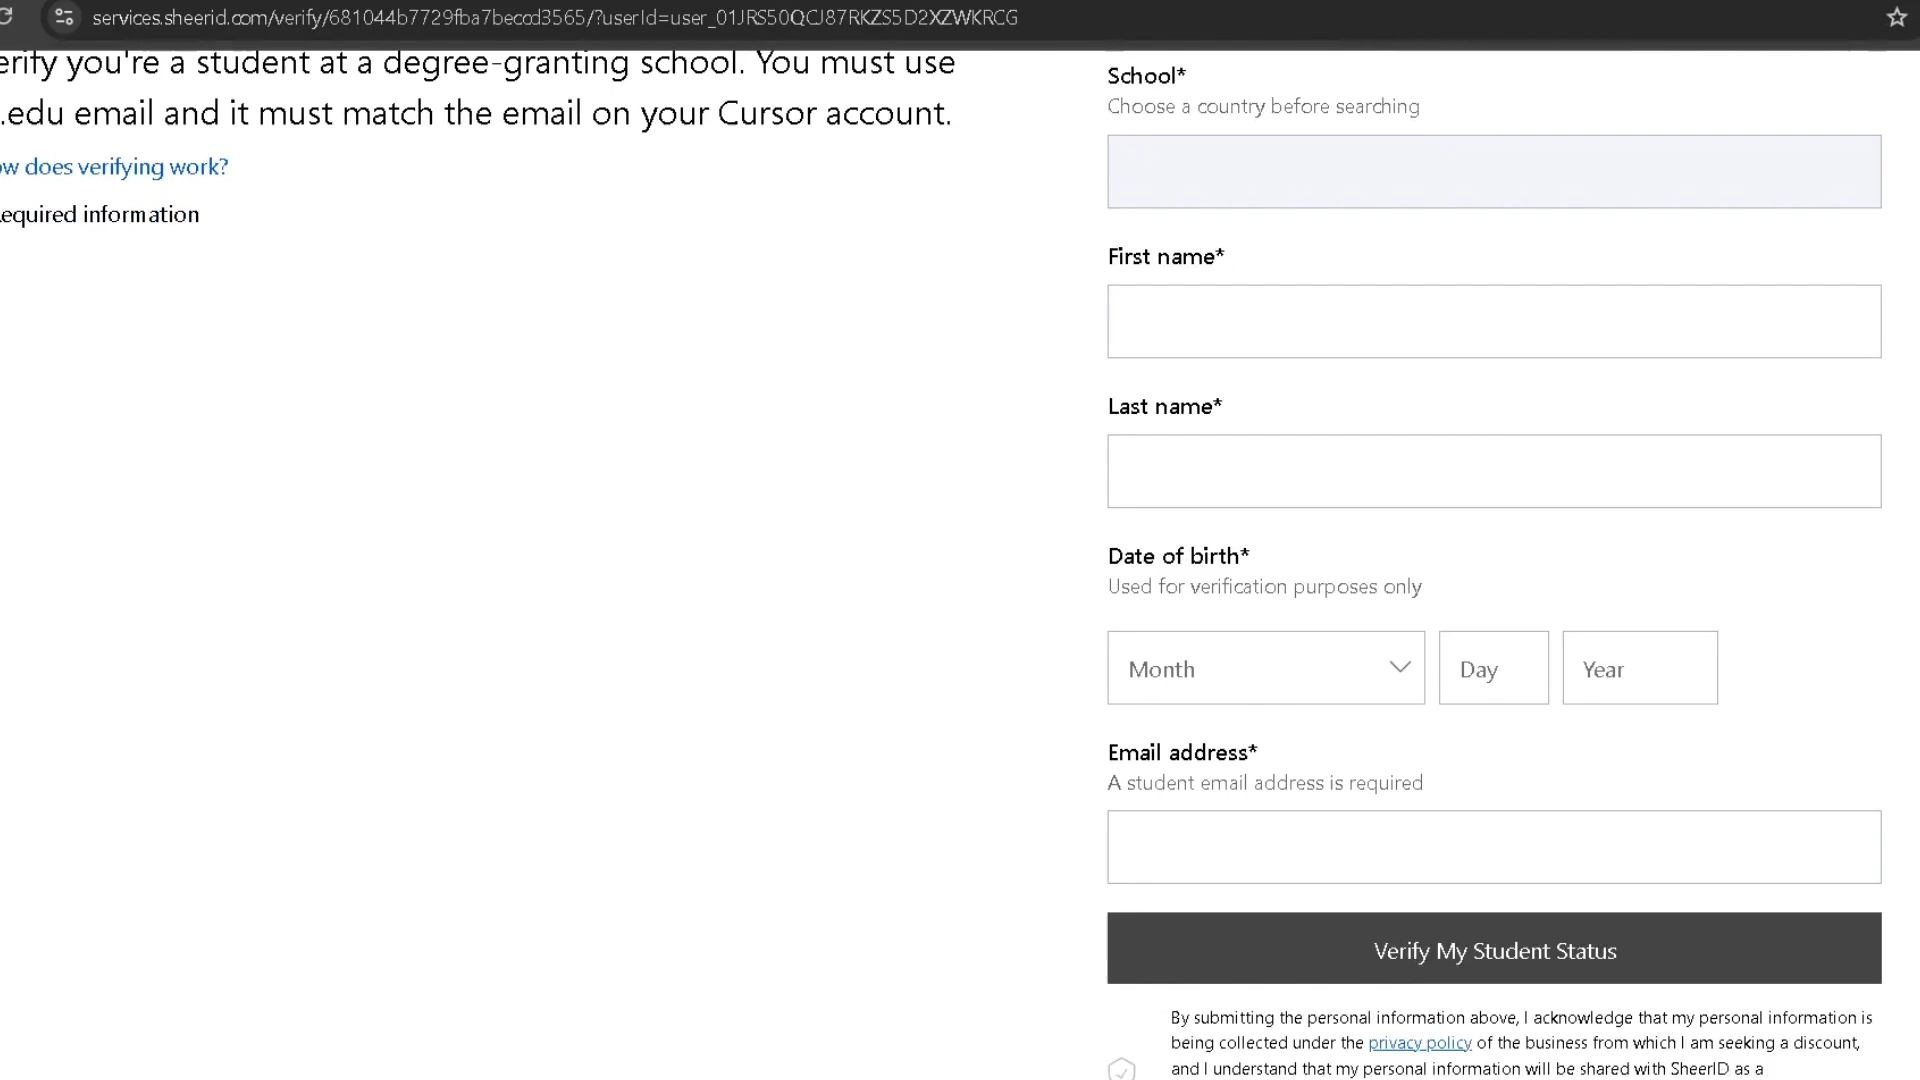 services.sheerid.com/verify/681044b7729fba7beccd3565/?userId=user_01JRS50QCJ87RKZS5D2XZWKRCG
erify you're a student at a degree-granting school. You must use
.edu email and it must match the email on your Cursor account.
ow does verifying work?
equired information
School*
Choose a country before searching
First name*
Last name*
Date of birth*
Used for verification purposes only
Month
Day
Year
Email address*
A student email address is required
Verify My Student Status
By submitting the personal information above, I acknowledge that my personal information is
being collected under the privacy policy of the business from which I am seeking a discount,
and I understand that my personal information will be shared with SheerID as a